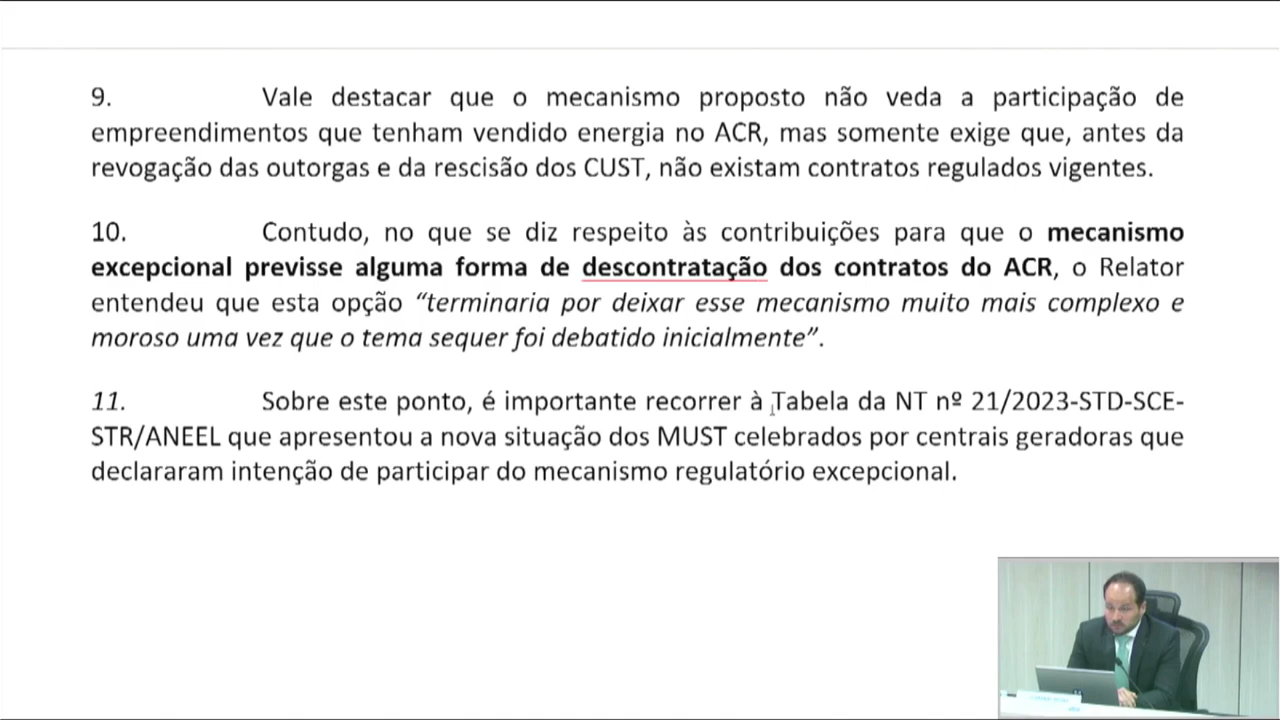 9. Vale destacar que o mecanismo proposto não veda a participação de
empreendimentos que tenham vendido energia no ACR, mas somente exige que, antes da
revogação das outorgas e da rescisão dos CUST, não existam contratos regulados vigentes.
10. Contudo, no que se diz respeito às contribuições para que o mecanismo
excepcional previsse alguma forma de descontratação dos contratos do ACR, o Relator
entendeu que esta opção “terminaria por deixar esse mecanismo muito mais complexo e
moroso uma vez que o tema sequer foi debatido inicialmente”.
11. Sobre este ponto, é importante recorrer à Tabela da NT nº 21/2023-STD-SCE-
STR/ANEEL que apresentou a nova situação dos MUST celebrados por centrais geradoras que
declararam intenção de participar do mecanismo regulatório excepcional.